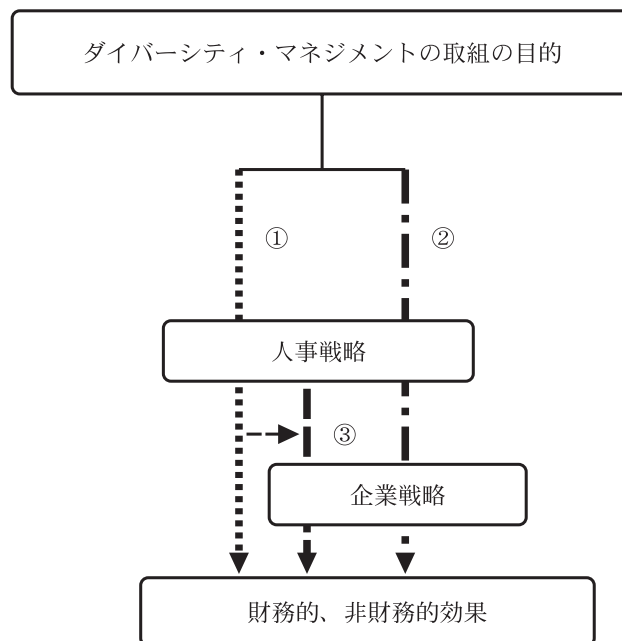 ダイバーシティ・マネジメントの取組の目的
①
②
人事戦略
③
企業戦略
財務的、非財務的効果